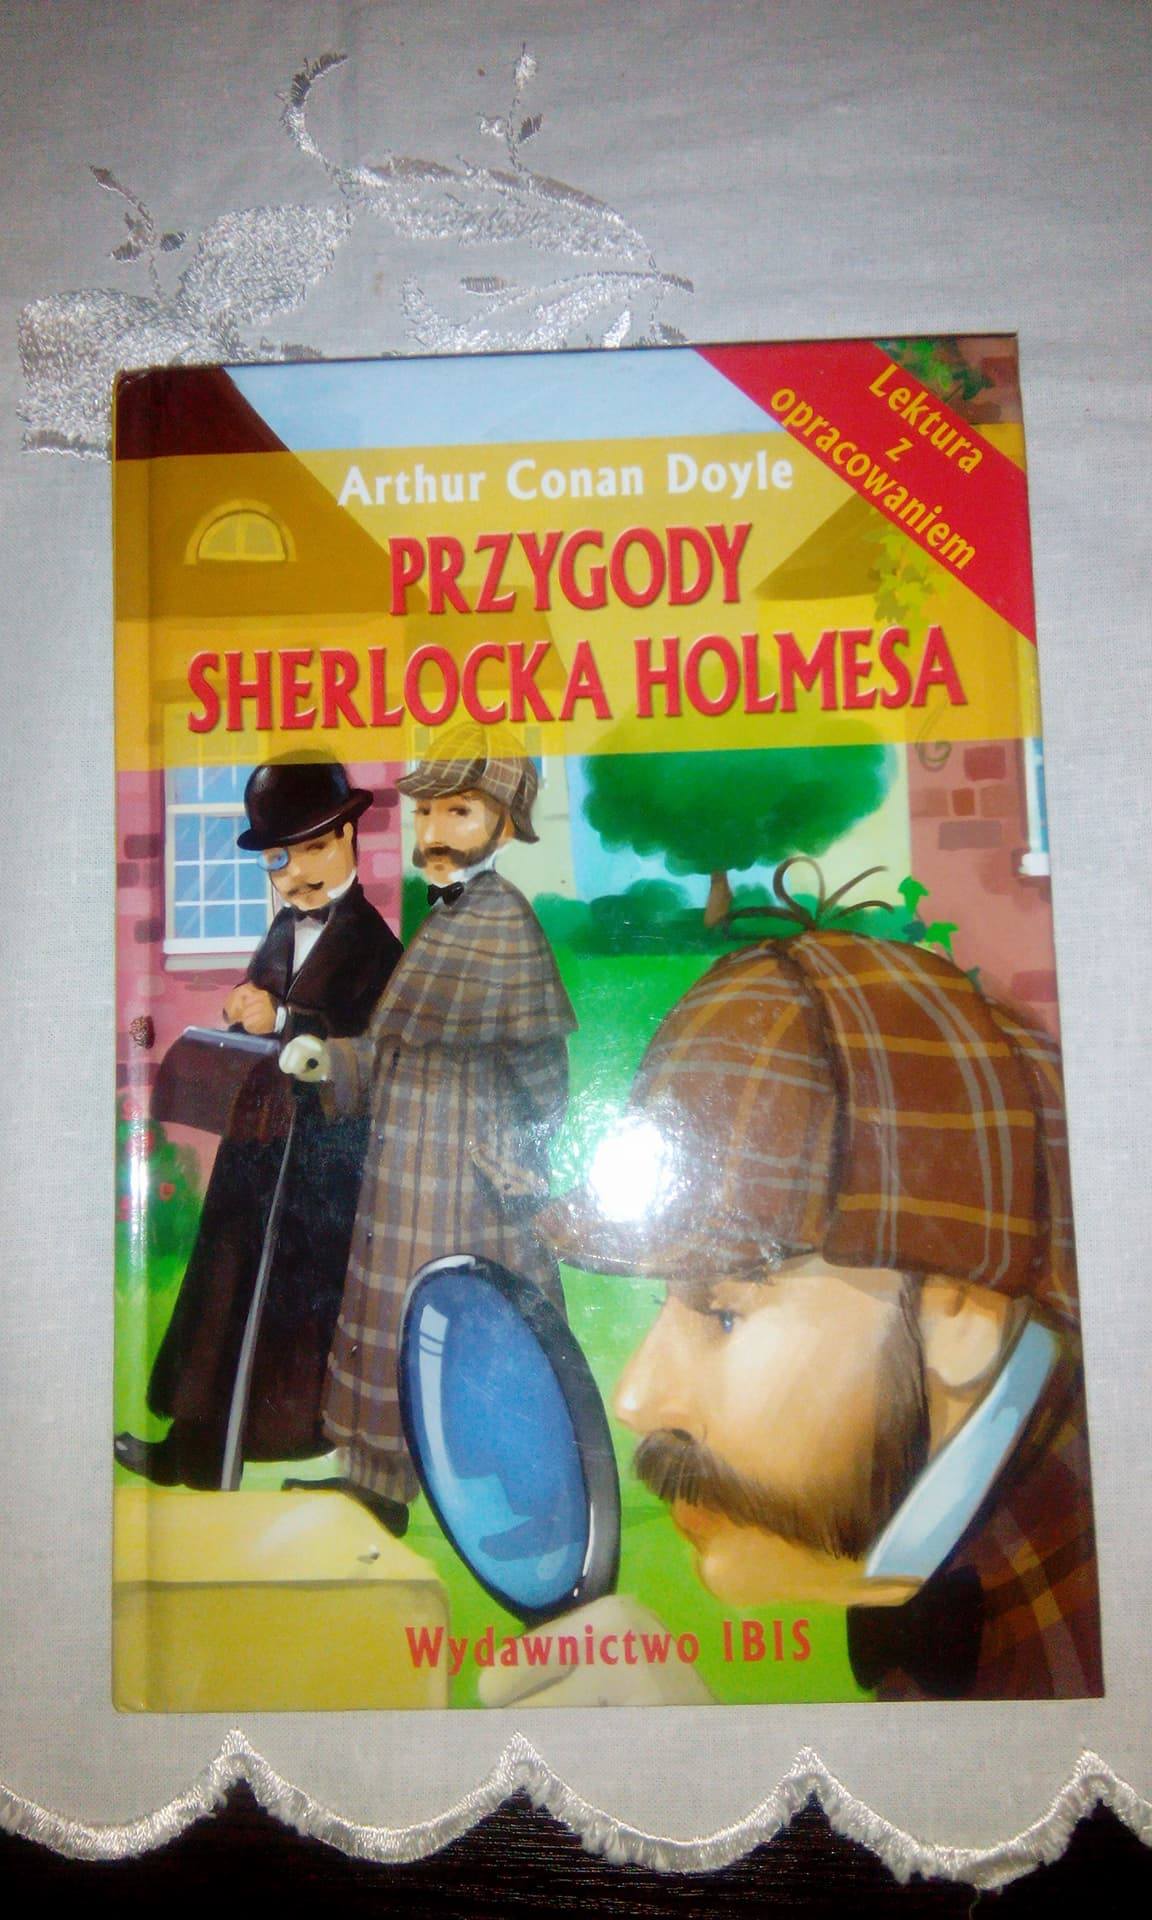 Lektura
z
opracowaniem
Arthur Conan Doyle
PRZYGODY
SHERLOCKA HOLMESA
Wydawnictwo IBIS